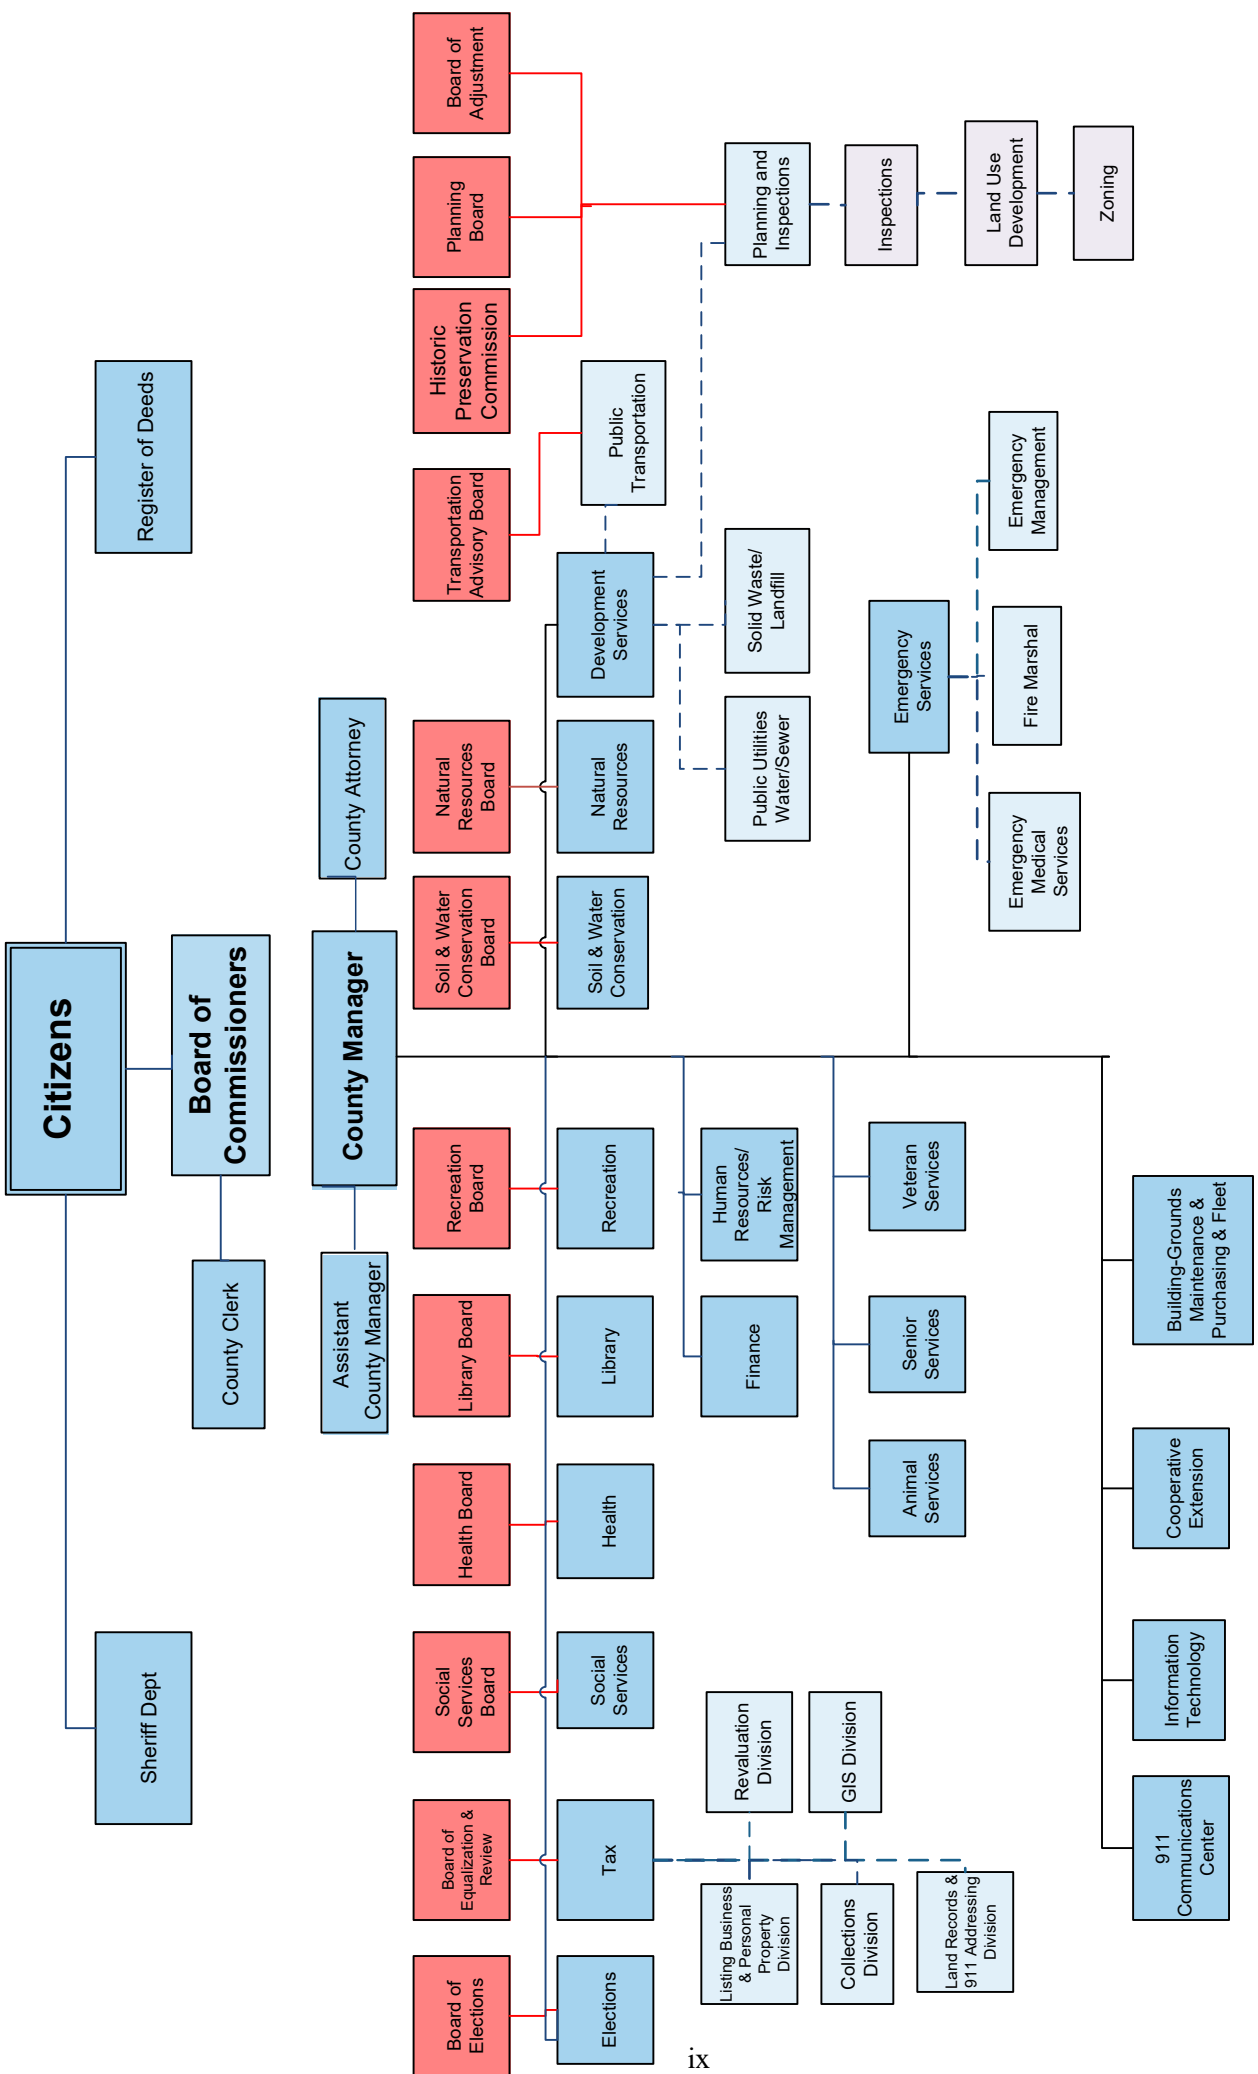 Citizens
Sheriff Dept
Register of Deeds
Board of
Commissioners
County Clerk
County Manager
Assistant
County Manager
County Attorney
Board of
Elections
Board of
Equalization &
Review
Social
Services
Board
Health Board
Library Board
Recreation
Board
Soil & Water
Conservation
Board
Natural
Resources
Board
Transportation
Advisory Board
Historic
Preservation
Commission
Planning
Board
Board of
Adjustment
Elections
Tax
Social
Services
Health
Library
Recreation
Soil & Water
Conservation
Natural
Resources
Development
Services
Public
Transportation
Listing Business
& Personal
Property
Division
Revaluation
Division
Collections
Division
GIS Division
Land Records &
911 Addressing
Division
Finance
Human
Resources/
Risk
Management
Public Utilities
Water/Sewer
Solid Waste/
Landfill
Planning and
Inspections
Inspections
Land Use
Development
Zoning
Animal
Services
Senior
Services
Veteran
Services
Emergency
Services
Emergency
Medical
Services
Fire Marshal
Emergency
Management
911
Communications
Center
Information
Technology
Cooperative
Extension
Building-Grounds
Maintenance &
Purchasing & Fleet
ix